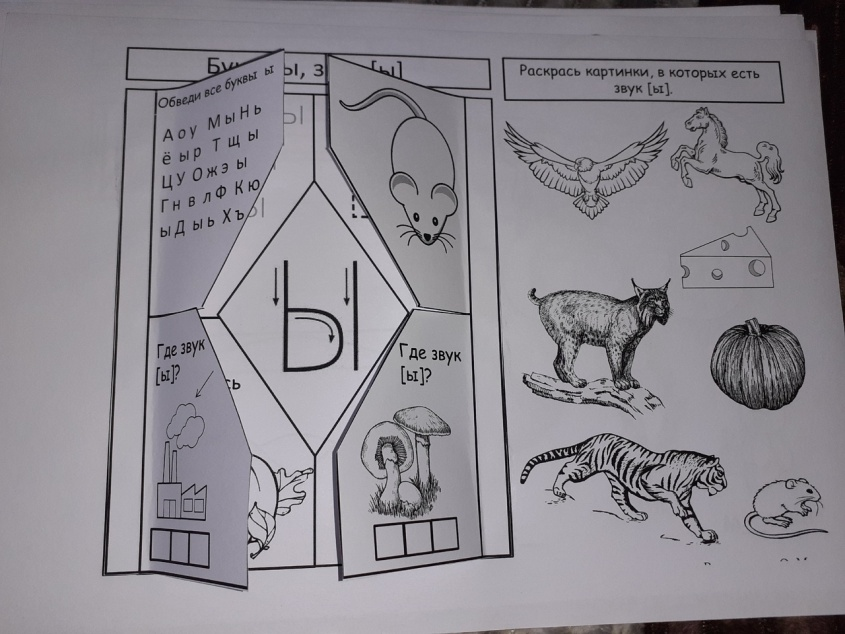 [ы]
Раскрась картинки, в которых есть
звук [ы].
Обведи все буквы ы
А о у М ы Н ь
ё ы р Т щ ы
Ц У О ж э ы
Г н в л Ф К ю
ы Д ы ь Х ъ
ы
Ы
Где звук
[ы]?
Где звук
[ы]?